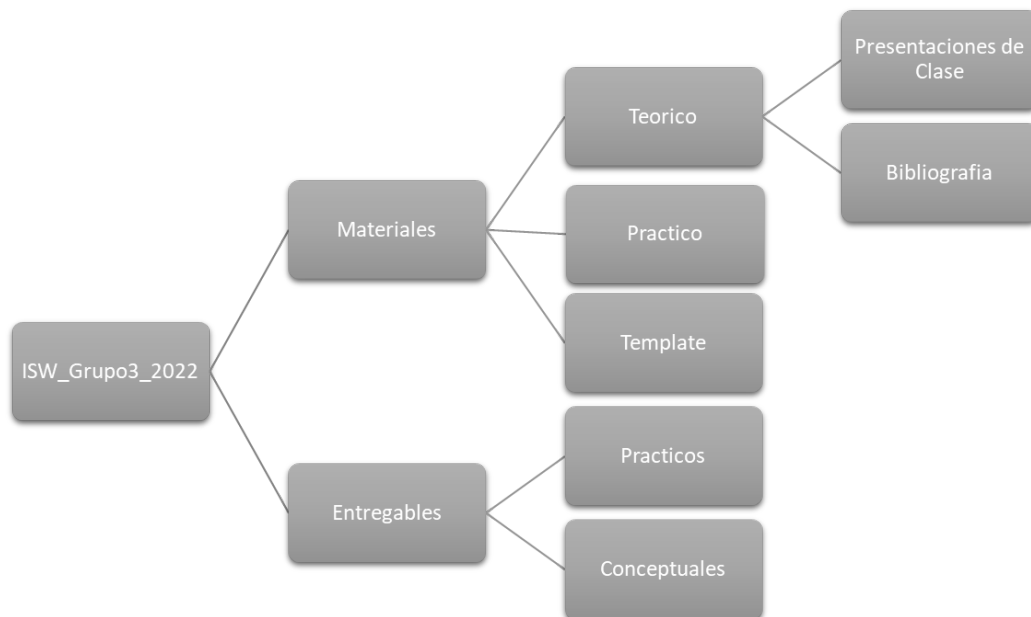 Presentaciones de
Clase
Teorico
Bibliografia
Materiales
Practico
Template
ISW_Grupo3_2022
Practicos
Entregables
Conceptuales